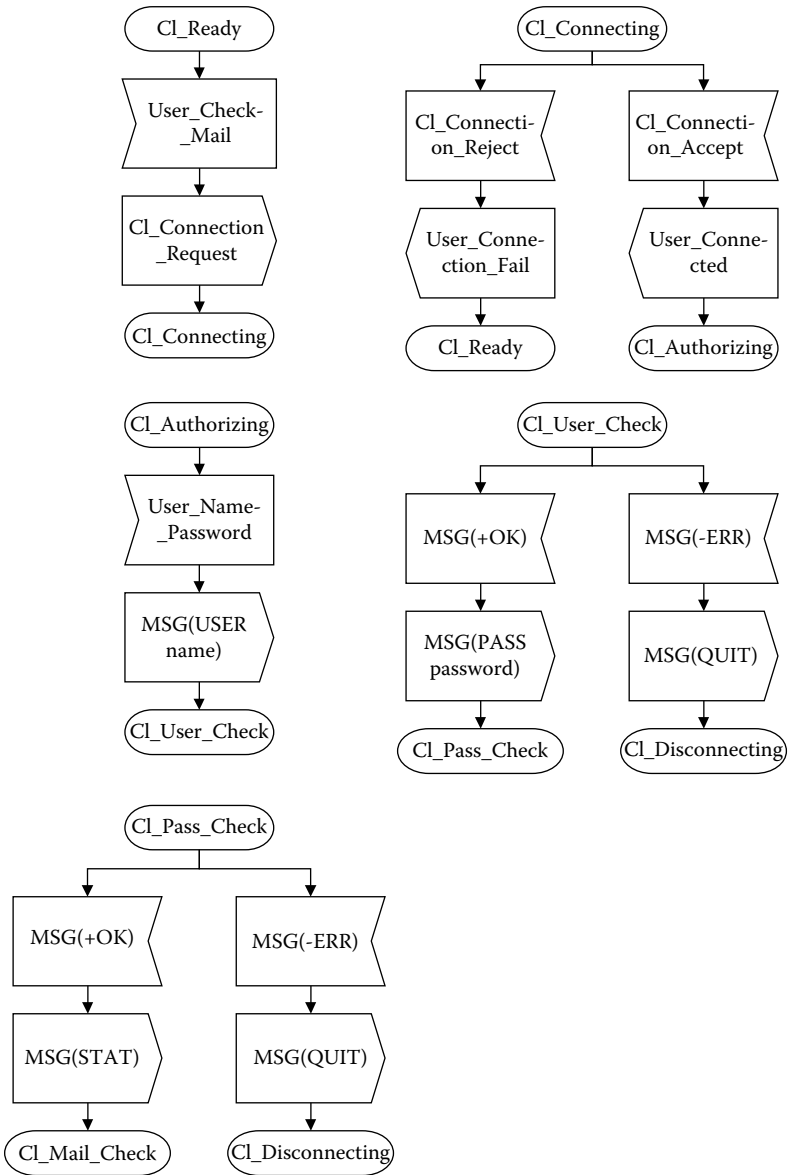 Cl_Ready
User_Check-
_Mail
Cl_Connection
_Request
Cl_Connecting
Cl_Connecting
Cl_Connecti-
on_Reject
User_Conne-
ction_Fail
Cl_Ready
Cl_Connecti-
on_Accept
User_Conne-
cted
Cl_Authorizing
Cl_Authorizing
User_Name-
_Password
MSG(USER
name)
Cl_User_Check
Cl_User_Check
MSG(+OK)
MSG(PASS
password)
Cl_Pass_Check
MSG(-ERR)
MSG(QUIT)
Cl_Disconnecting
Cl_Pass_Check
MSG(+OK)
MSG(STAT)
Cl_Mail_Check
MSG(-ERR)
MSG(QUIT)
Cl_Disconnecting